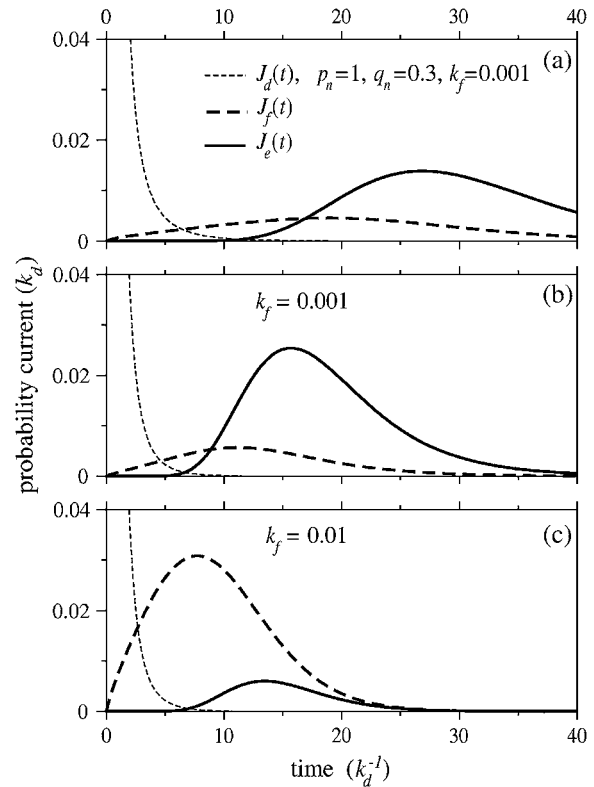 0 10 20 30 40
0.04 (a)
J_d(t), p_n=1, q_n=0.3, k_f=0.001
J_f(t)
J_e(t)
0.02
0
0.04 (b)
k_f = 0.001
0.02
0
0.04 (c)
k_f = 0.01
0.02
0
0 10 20 30 40
time (k_d^-1)
probability current (k_d)